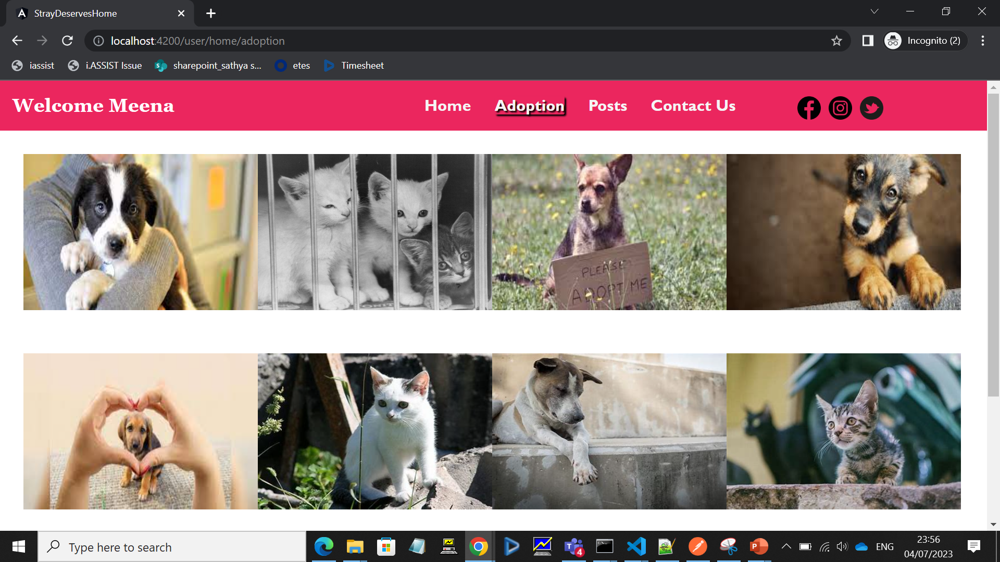 StrayDeservesHome
localhost:4200/user/home/adoption
Incognito (2)
iassist
i.ASSIST Issue
sharepoint_sathya s...
etes
Timesheet
Welcome Meena
Home
Adoption
Posts
Contact Us
PLEASE
ADOPT ME
Type here to search
4
ENG
23:56
04/07/2023